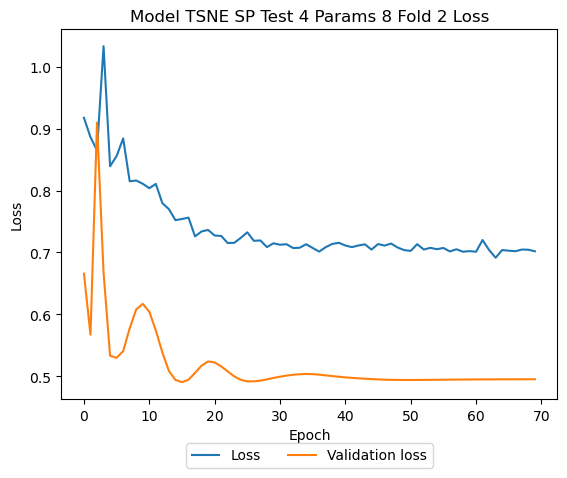 Model TSNE SP Test 4 Params 8 Fold 2 Loss
1.0
0.9
0.8
0.7
0.6
0.5
Loss
0 10 20 30 40 50 60 70
Epoch
Loss Validation loss